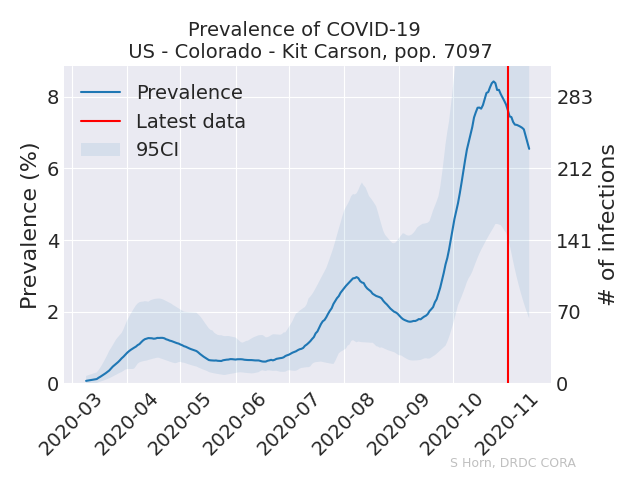 Prevalence of COVID-19
US - Colorado - Kit Carson, pop. 7097
Prevalence
Latest data
95CI
Prevalence (%)
8
6
4
2
0
283
212
141
70
0
# of infections
2020-03
2020-04
2020-05
2020-06
2020-07
2020-08
2020-09
2020-10
2020-11
S Horn, DRDC CORA